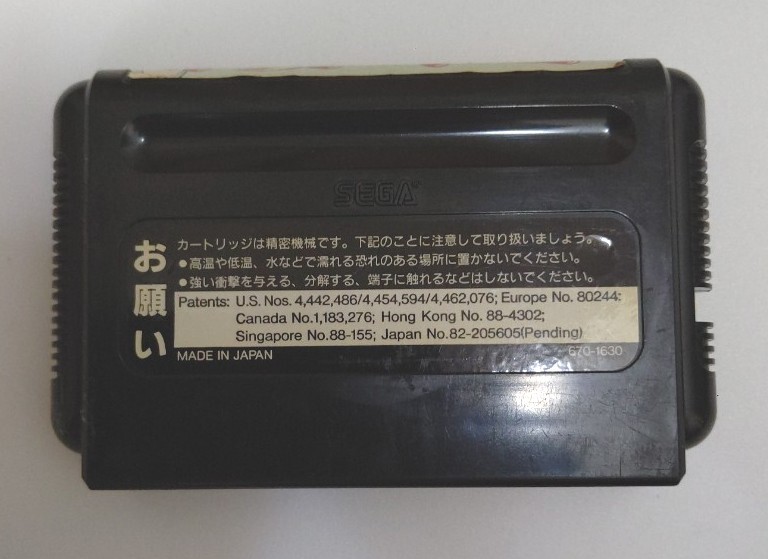 SEGA
お願い
カートリッジは精密機械です。下記のことに注意して取り扱いましょう。
●高温や低温、水などで濡れる恐れのある場所に置かないでください。
●強い衝撃を与える、分解する、端子に触れるなどはしないでください。
Patents: U.S. Nos. 4,442,486/4,454,594/4,462,076; Europe No. 80244;
Canada No.1,183,276; Hong Kong No. 88-4302;
Singapore No.88-155; Japan No.82-205605(Pending)
MADE IN JAPAN
670-1630